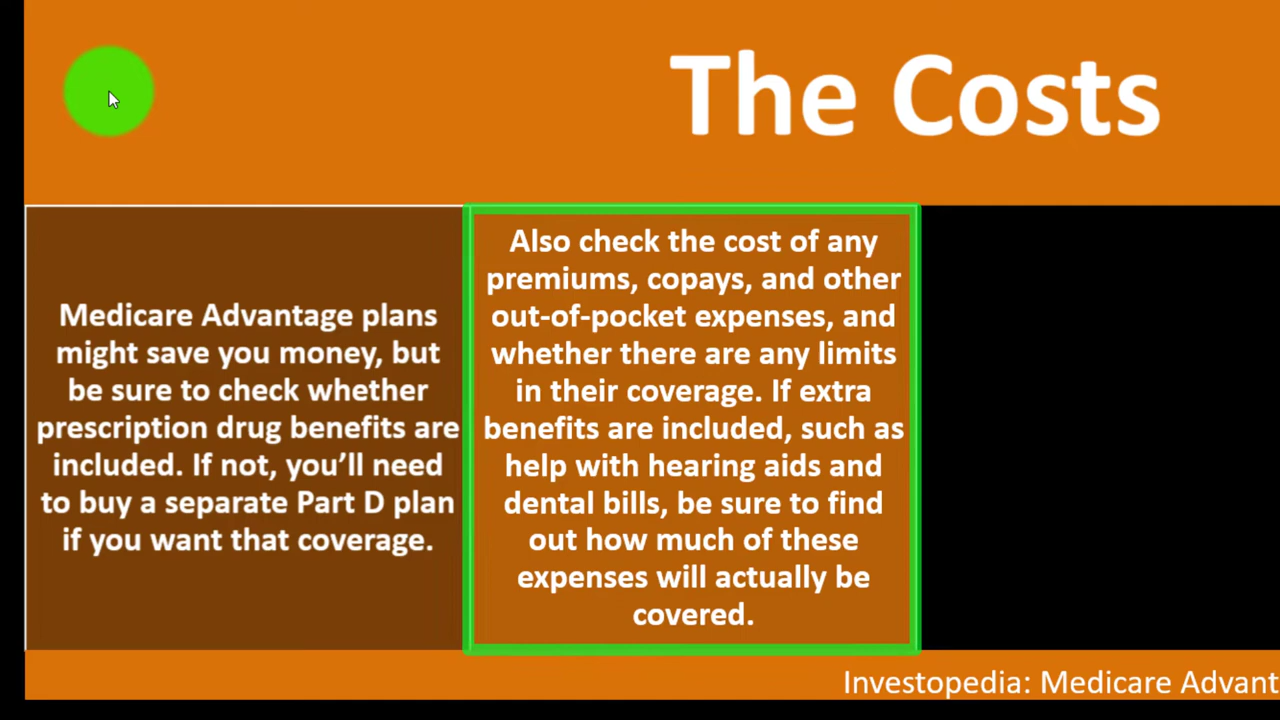 The Costs
Medicare Advantage plans
might save you money, but
be sure to check whether
prescription drug benefits are
included. If not, you’ll need
to buy a separate Part D plan
if you want that coverage.
Also check the cost of any
premiums, copays, and other
out-of-pocket expenses, and
whether there are any limits
in their coverage. If extra
benefits are included, such as
help with hearing aids and
dental bills, be sure to find
out how much of these
expenses will actually be
covered.
Investopedia: Medicare Advant